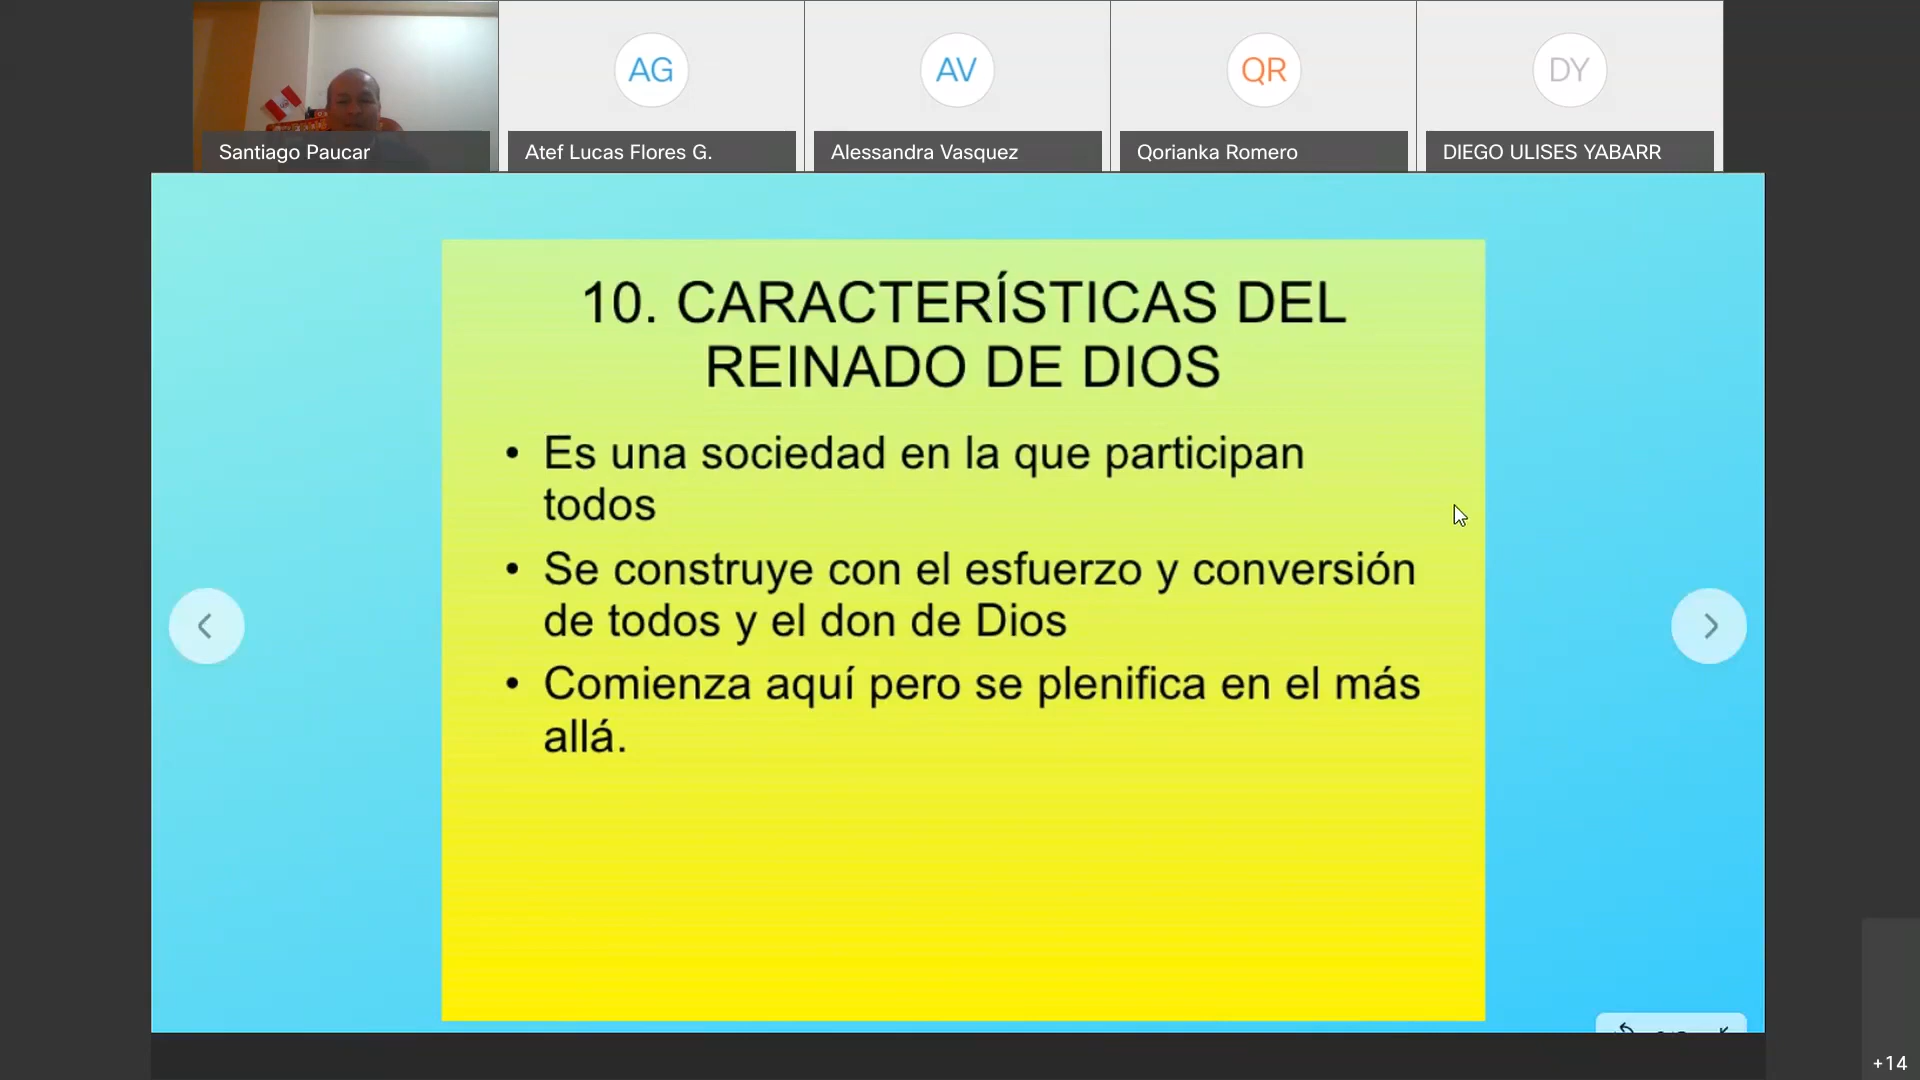 AG
AV
QR
DY
Santiago Paucar
Atef Lucas Flores G.
Alessandra Vasquez
Qorianka Romero
DIEGO ULISES YABARR
10. CARACTERÍSTICAS DEL
REINADO DE DIOS
• Es una sociedad en la que participan
todos
• Se construye con el esfuerzo y conversión
de todos y el don de Dios
• Comienza aquí pero se plenifica en el más
allá.
+14